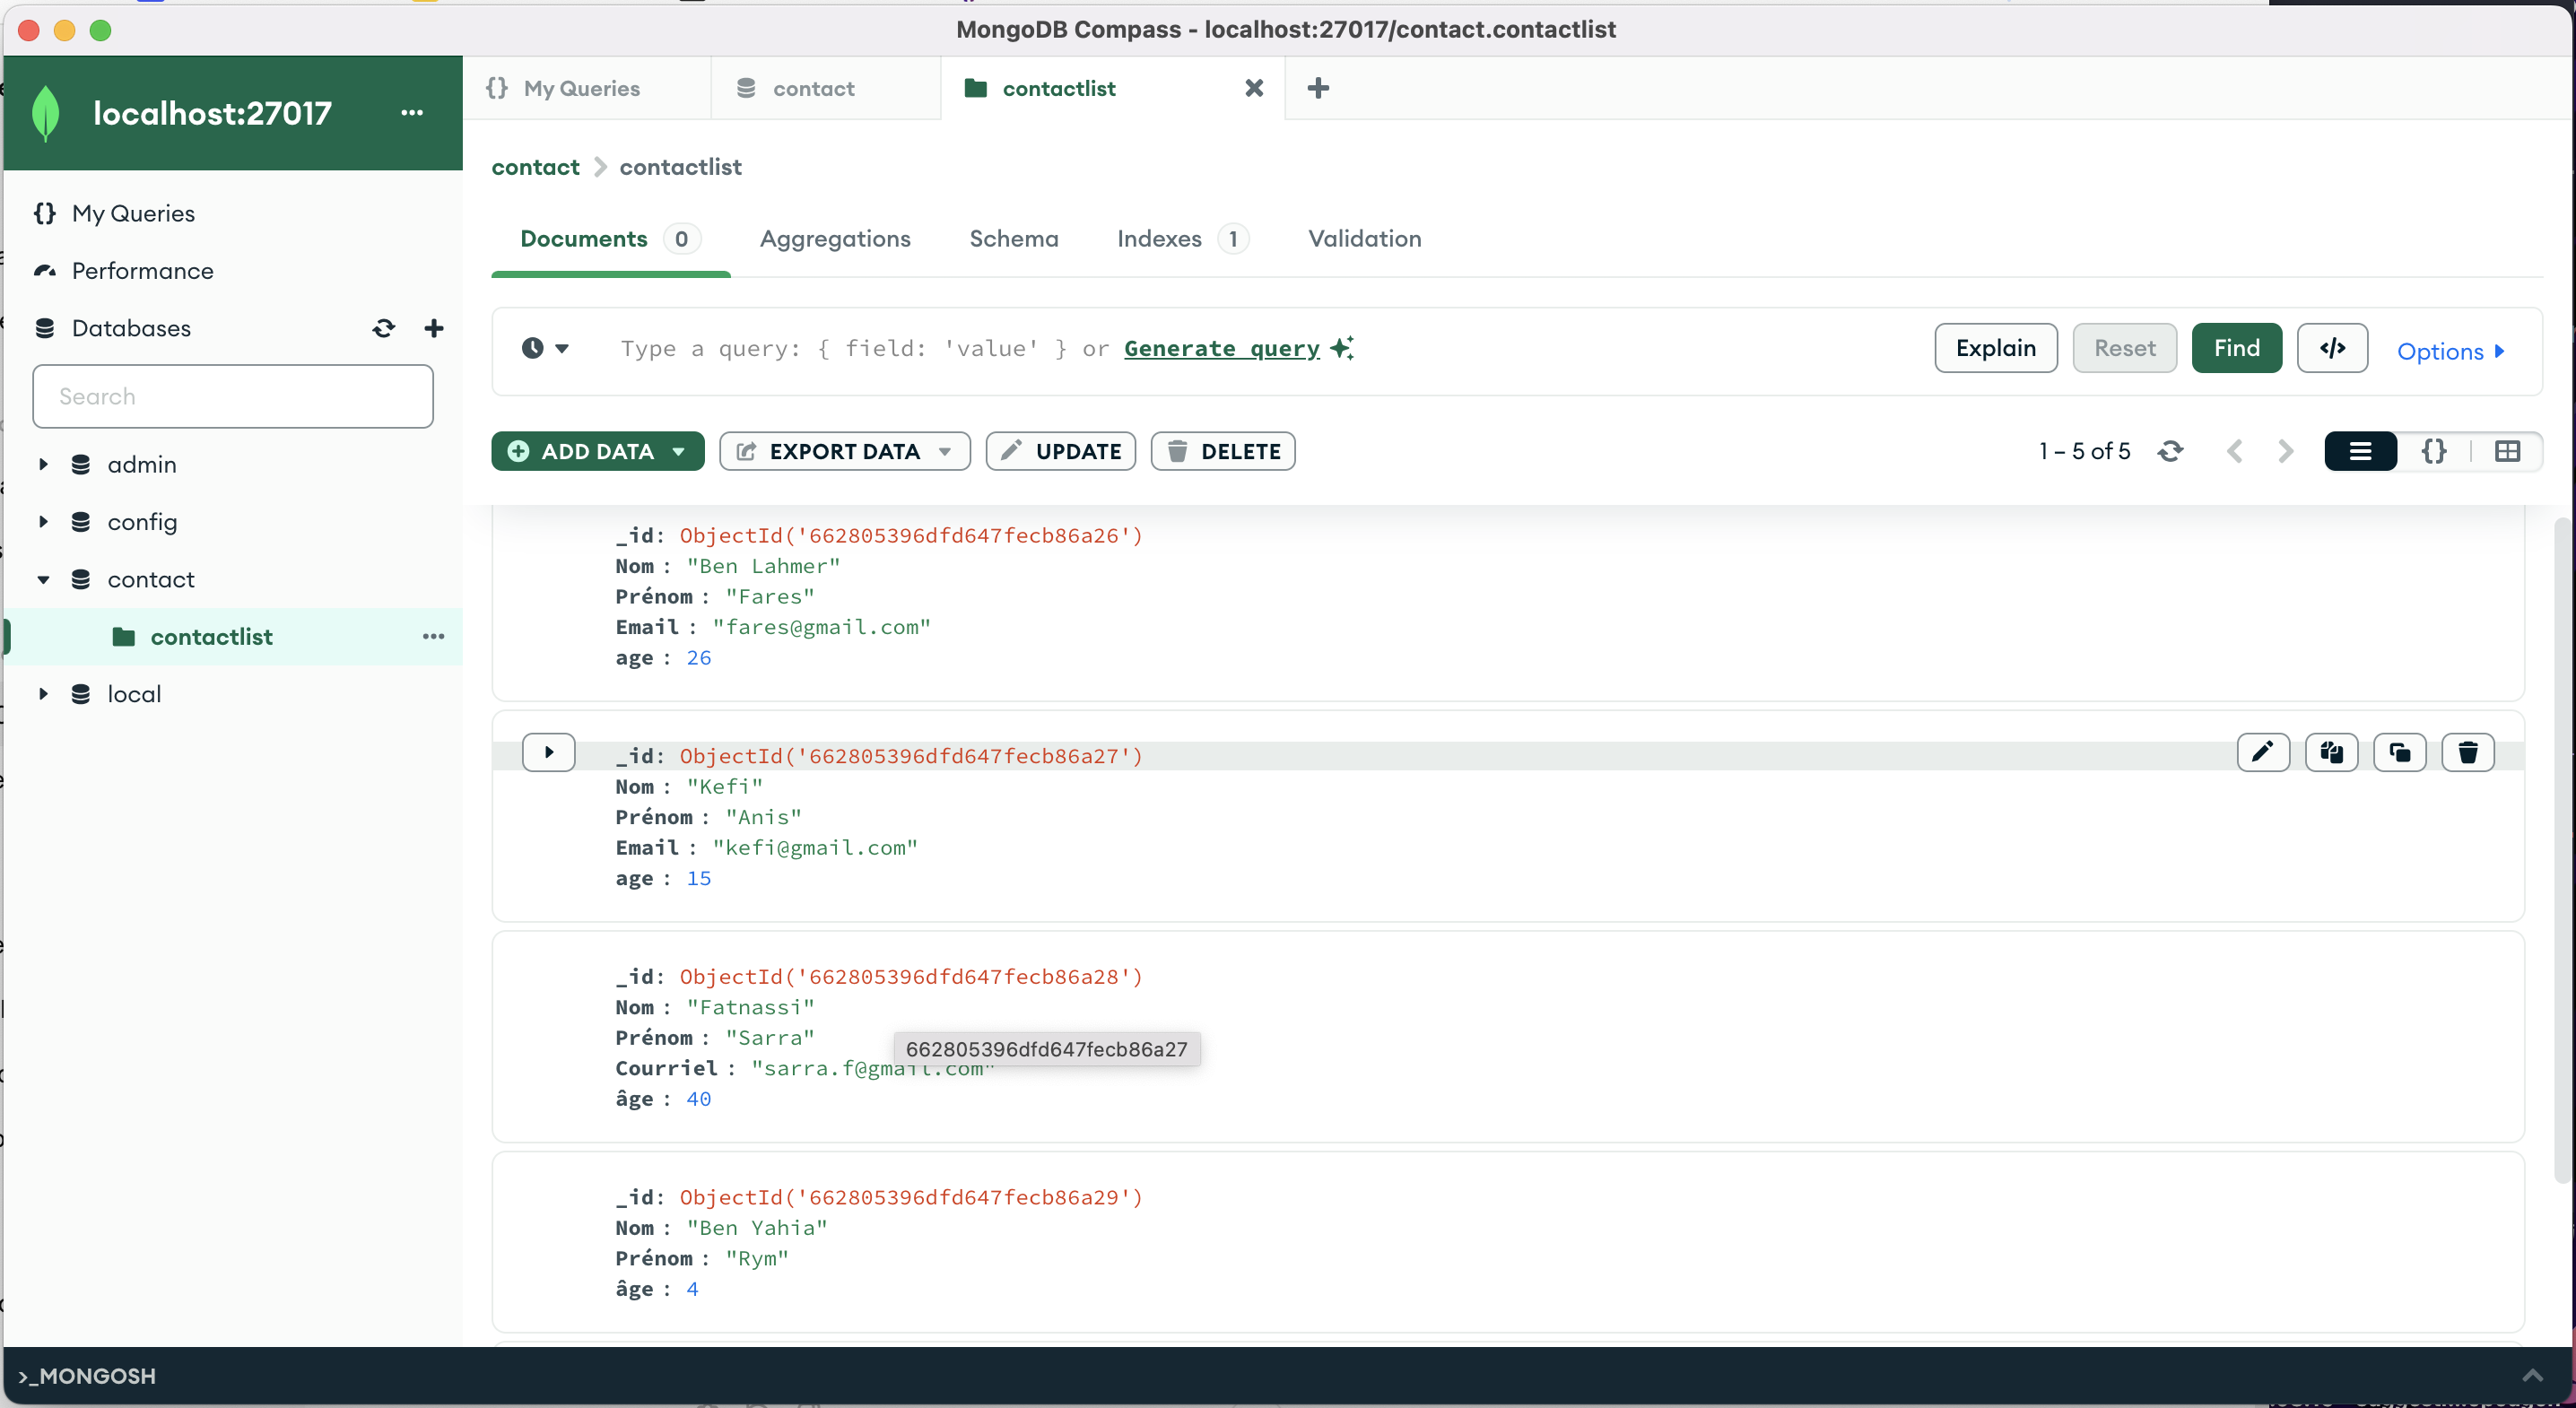 MongoDB Compass - localhost:27017/contact.contactlist
localhost:27017
My Queries
contact
contactlist
My Queries
Performance
Databases
Search
admin
config
contact
contactlist
local
contact > contactlist
Documents 0 Aggregations Schema Indexes 1 Validation
Type a query: { field: 'value' } or Generate query
Explain Reset Find </> Options
ADD DATA EXPORT DATA UPDATE DELETE
1 – 5 of 5 {}
_id: ObjectId('662805396dfd647fecb86a26')
Nom : "Ben Lahmer"
Prénom : "Fares"
Email : "fares@gmail.com"
age : 26
_id: ObjectId('662805396dfd647fecb86a27')
Nom : "Kefi"
Prénom : "Anis"
Email : "kefi@gmail.com"
age : 15
_id: ObjectId('662805396dfd647fecb86a28')
Nom : "Fatnassi"
Prénom : "Sarra"
662805396dfd647fecb86a27
Courriel : "sarra.f@gmail.com"
âge : 40
_id: ObjectId('662805396dfd647fecb86a29')
Nom : "Ben Yahia"
Prénom : "Rym"
âge : 4
>_MONGOSH